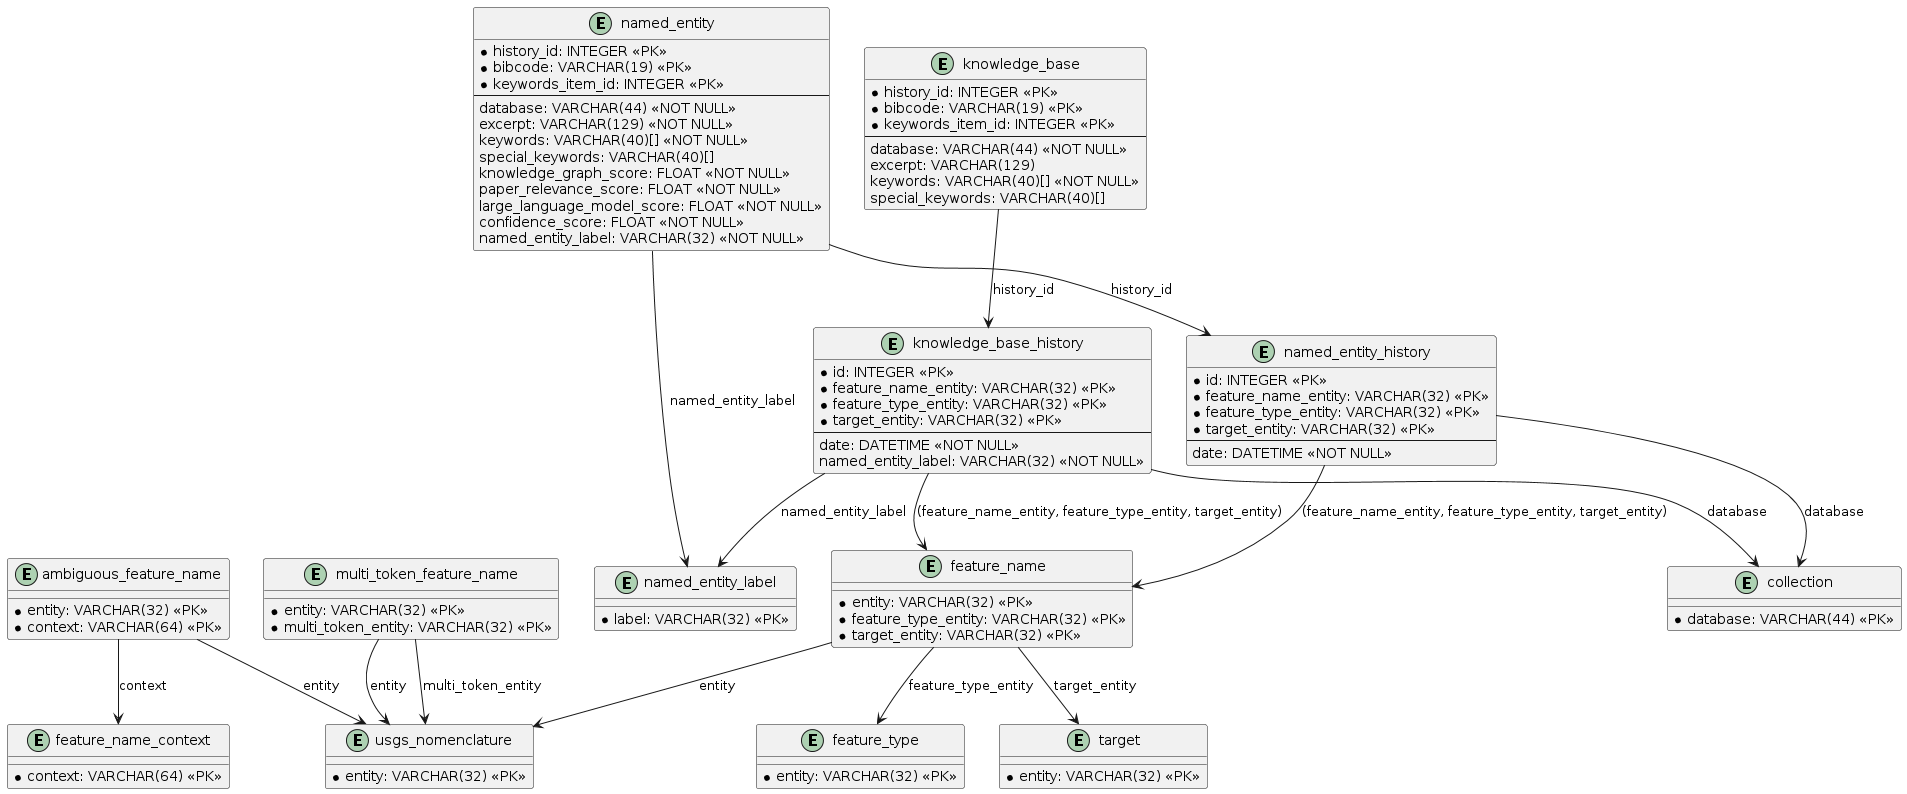 E named_entity
history_id: INTEGER «PK»
bibcode: VARCHAR(19) «PK»
keywords_item_id: INTEGER «PK»
database: VARCHAR(44) «NOT NULL»
excerpt: VARCHAR(129) «NOT NULL»
keywords: VARCHAR(40)[] «NOT NULL»
special_keywords: VARCHAR(40)[]
knowledge_graph_score: FLOAT «NOT NULL»
paper_relevance_score: FLOAT «NOT NULL»
large_language_model_score: FLOAT «NOT NULL»
confidence_score: FLOAT «NOT NULL»
named_entity_label: VARCHAR(32) «NOT NULL»
E knowledge_base
history_id: INTEGER «PK»
bibcode: VARCHAR(19) «PK»
keywords_item_id: INTEGER «PK»
database: VARCHAR(44) «NOT NULL»
excerpt: VARCHAR(129)
keywords: VARCHAR(40)[] «NOT NULL»
special_keywords: VARCHAR(40)[]
history_id
history_id
named_entity_label
E knowledge_base_history
id: INTEGER «PK»
feature_name_entity: VARCHAR(32) «PK»
feature_type_entity: VARCHAR(32) «PK»
target_entity: VARCHAR(32) «PK»
date: DATETIME «NOT NULL»
named_entity_label: VARCHAR(32) «NOT NULL»
E named_entity_history
id: INTEGER «PK»
feature_name_entity: VARCHAR(32) «PK»
feature_type_entity: VARCHAR(32) «PK»
target_entity: VARCHAR(32) «PK»
date: DATETIME «NOT NULL»
named_entity_label
(feature_name_entity, feature_type_entity, target_entity)
(feature_name_entity, feature_type_entity, target_entity)
database
database
E ambiguous_feature_name
entity: VARCHAR(32) «PK»
context: VARCHAR(64) «PK»
E multi_token_feature_name
entity: VARCHAR(32) «PK»
multi_token_entity: VARCHAR(32) «PK»
E named_entity_label
label: VARCHAR(32) «PK»
E feature_name
entity: VARCHAR(32) «PK»
feature_type_entity: VARCHAR(32) «PK»
target_entity: VARCHAR(32) «PK»
E collection
database: VARCHAR(44) «PK»
context
entity
entity
multi_token_entity
entity
feature_type_entity
target_entity
E feature_name_context
context: VARCHAR(64) «PK»
E usgs_nomenclature
entity: VARCHAR(32) «PK»
E feature_type
entity: VARCHAR(32) «PK»
E target
entity: VARCHAR(32) «PK»